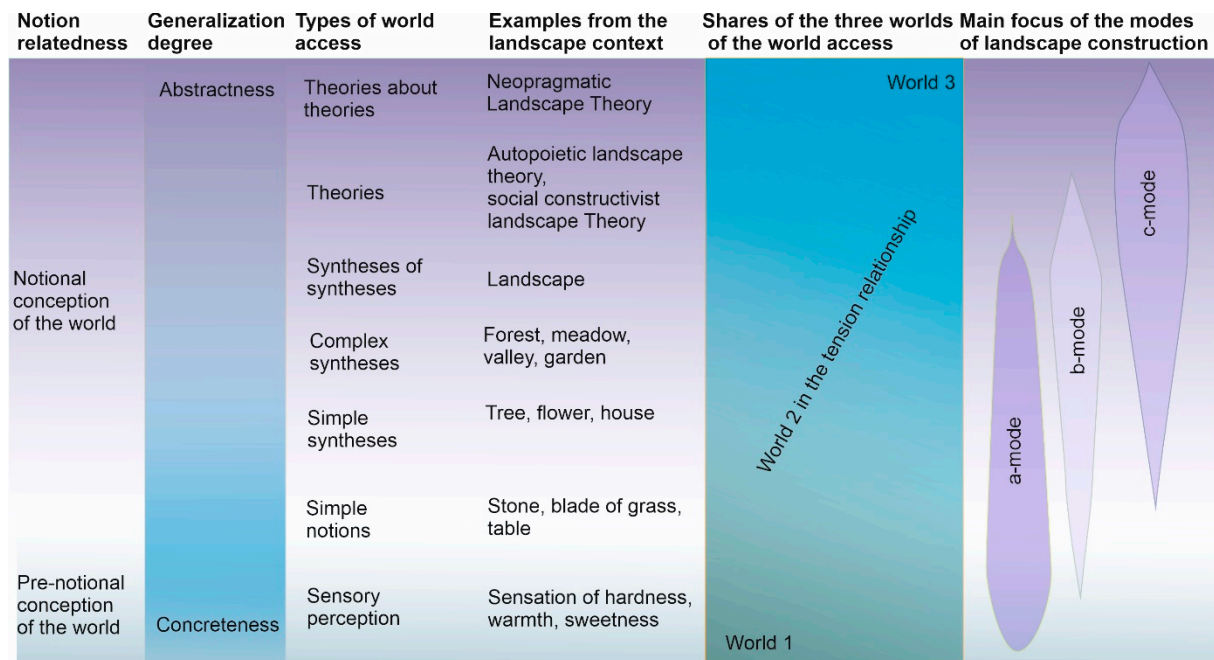 Notion
relatedness
Generalization
degree
Types of world
access
Examples from the
landscape context
Shares of the three worlds
of the world access
Main focus of the modes
of landscape construction
Notional
conception
of the world
Pre-notional
conception
of the world
Abstractness
Concreteness
Theories about
theories
Theories
Syntheses of
syntheses
Complex
syntheses
Simple
syntheses
Simple
notions
Sensory
perception
Neopragmatic
Landscape Theory
Autopoietic landscape
theory,
social constructivist
landscape Theory
Landscape
Forest, meadow,
valley, garden
Tree, flower, house
Stone, blade of grass,
table
Sensation of hardness,
warmth, sweetness
World 3
World 2 in the tension relationship
World 1
a-mode
b-mode
c-mode